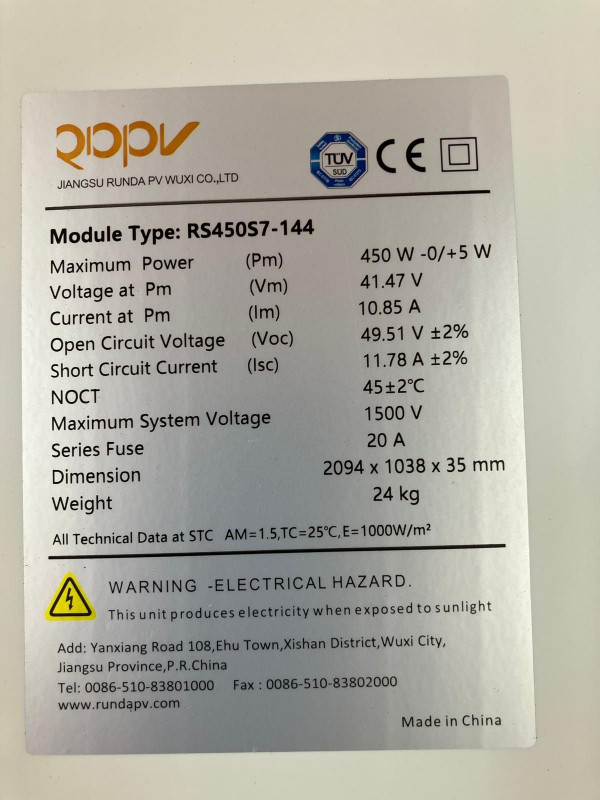 RDPV
JIANGSU RUNDA PV WUXI CO.,LTD
TÜV
SÜD
CE
Module Type: RS450S7-144
Maximum Power (Pm) 450 W -0/+5 W
Voltage at Pm (Vm) 41.47 V
Current at Pm (Im) 10.85 A
Open Circuit Voltage (Voc) 49.51 V ±2%
Short Circuit Current (Isc) 11.78 A ±2%
NOCT 45±2℃
Maximum System Voltage 1500 V
Series Fuse 20 A
Dimension 2094 x 1038 x 35 mm
Weight 24 kg
All Technical Data at STC AM=1.5,TC=25℃,E=1000W/m²
WARNING -ELECTRICAL HAZARD.
This unit produces electricity when exposed to sunlight
Add: Yanxiang Road 108,Ehu Town,Xishan District,Wuxi City,
Jiangsu Province,P.R.China
Tel: 0086-510-83801000 Fax : 0086-510-83802000
www.rundapv.com
Made in China